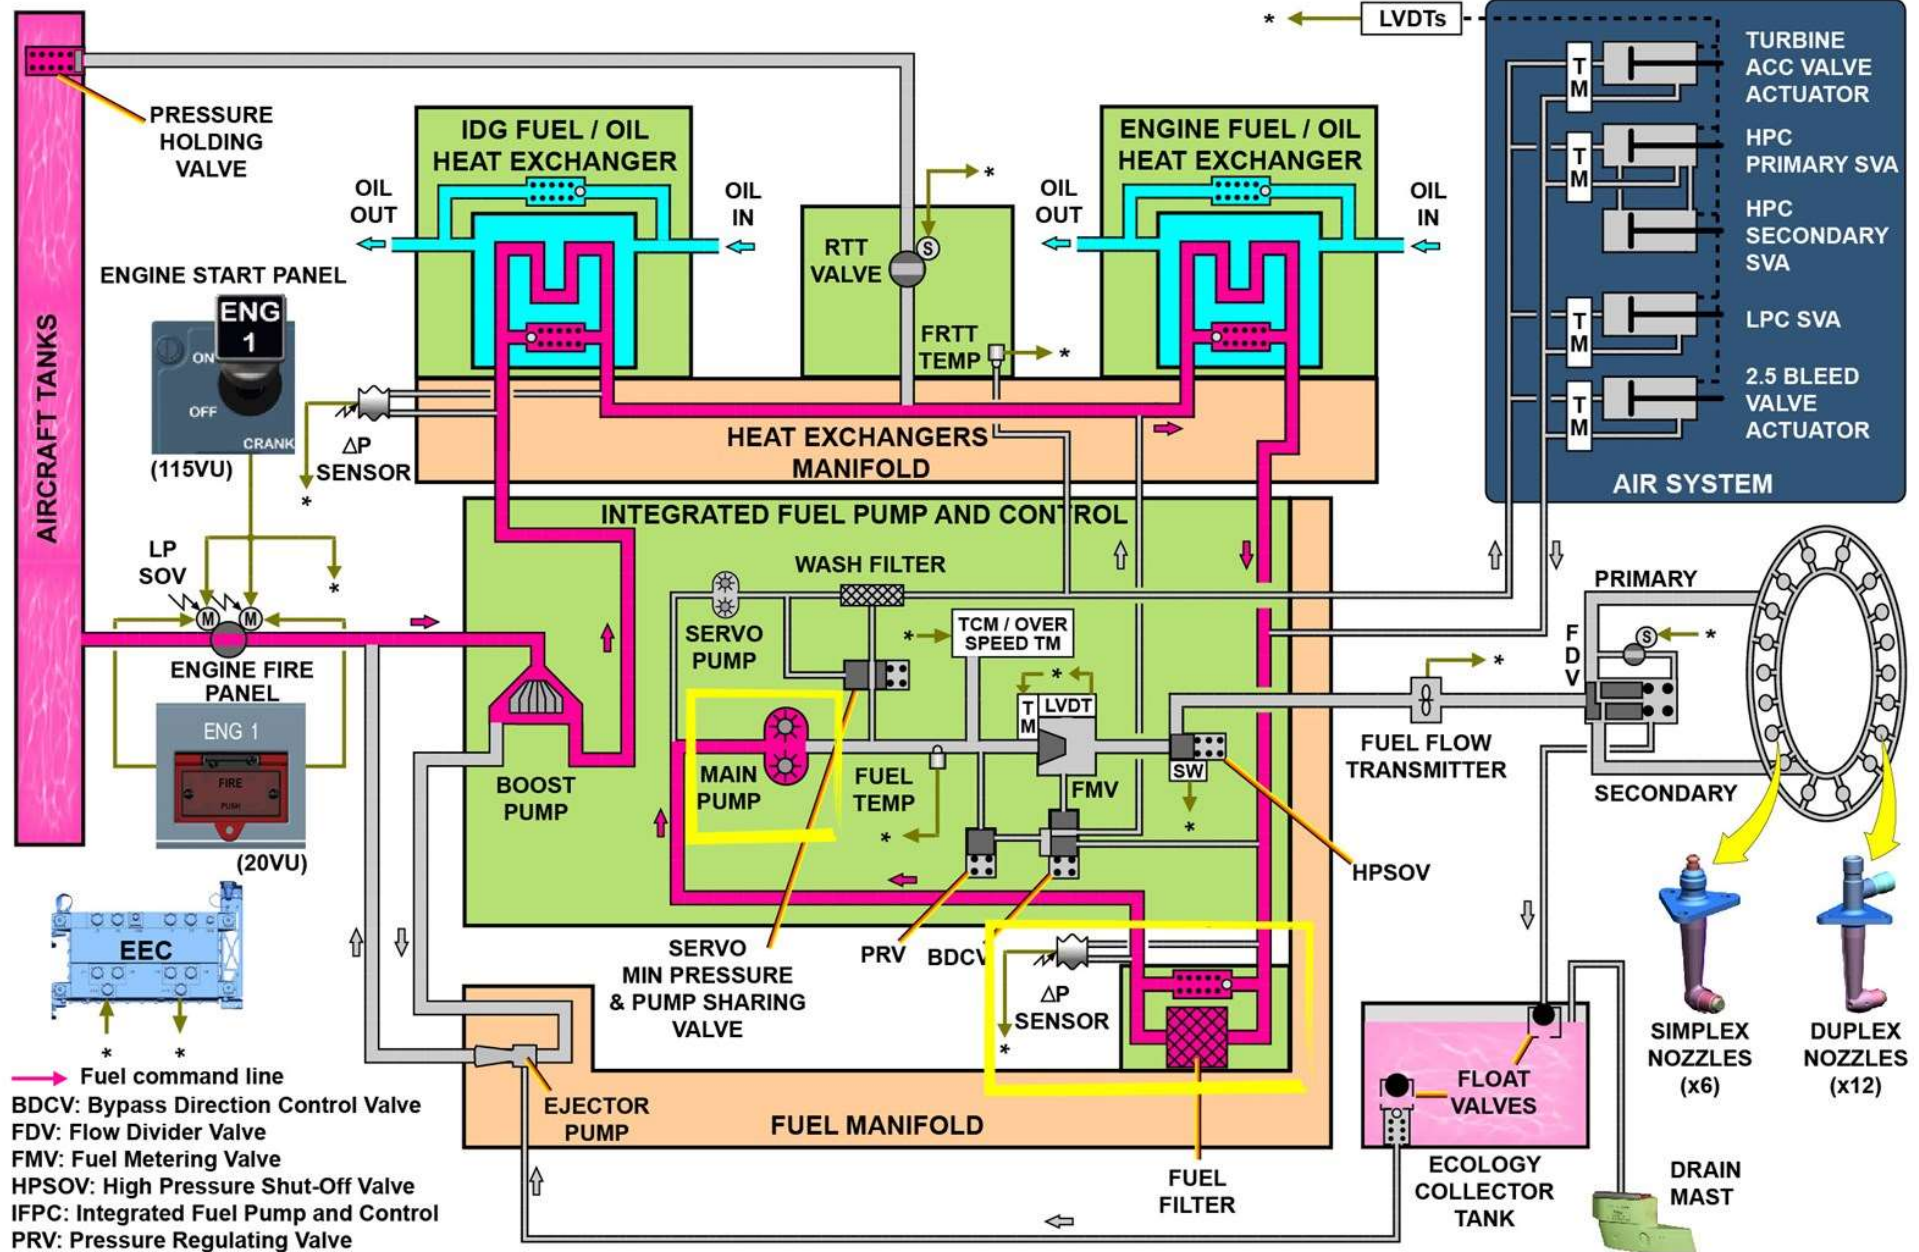 * LVDTs
TURBINE
ACC VALVE
ACTUATOR
TM
HPC
PRIMARY SVA
TM
HPC
SECONDARY
SVA
TM
LPC SVA
TM
2.5 BLEED
VALVE
ACTUATOR
AIR SYSTEM
PRESSURE
HOLDING
VALVE
AIRCRAFT TANKS
IDG FUEL / OIL
HEAT EXCHANGER
OIL
OUT
OIL
IN
RTT
VALVE
S
*
FRTT
TEMP
*
ENGINE FUEL / OIL
HEAT EXCHANGER
OIL
OUT
OIL
IN
ENGINE START PANEL
ENG
1
ON
OFF
CRANK
(115VU)
ΔP
SENSOR
*
HEAT EXCHANGERS
MANIFOLD
LP
SOV
*
M
M
ENGINE FIRE
PANEL
ENG 1
FIRE
PUSH
(20VU)
INTEGRATED FUEL PUMP AND CONTROL
WASH FILTER
SERVO
PUMP
*
TCM / OVER
SPEED TM
*
TM
LVDT
MAIN
PUMP
BOOST
PUMP
FUEL
TEMP
*
FMV
SW
*
HPSOV
SERVO
MIN PRESSURE
& PUMP SHARING
VALVE
PRV
BDCV
ΔP
SENSOR
*
FUEL
FILTER
EJECTOR
PUMP
FUEL MANIFOLD
*
FUEL FLOW
TRANSMITTER
FDV
S
*
PRIMARY
SECONDARY
SIMPLEX
NOZZLES
(x6)
DUPLEX
NOZZLES
(x12)
FLOAT
VALVES
ECOLOGY
COLLECTOR
TANK
DRAIN
MAST
EEC
* *
Fuel command line
BDCV: Bypass Direction Control Valve
FDV: Flow Divider Valve
FMV: Fuel Metering Valve
HPSOV: High Pressure Shut-Off Valve
IFPC: Integrated Fuel Pump and Control
PRV: Pressure Regulating Valve